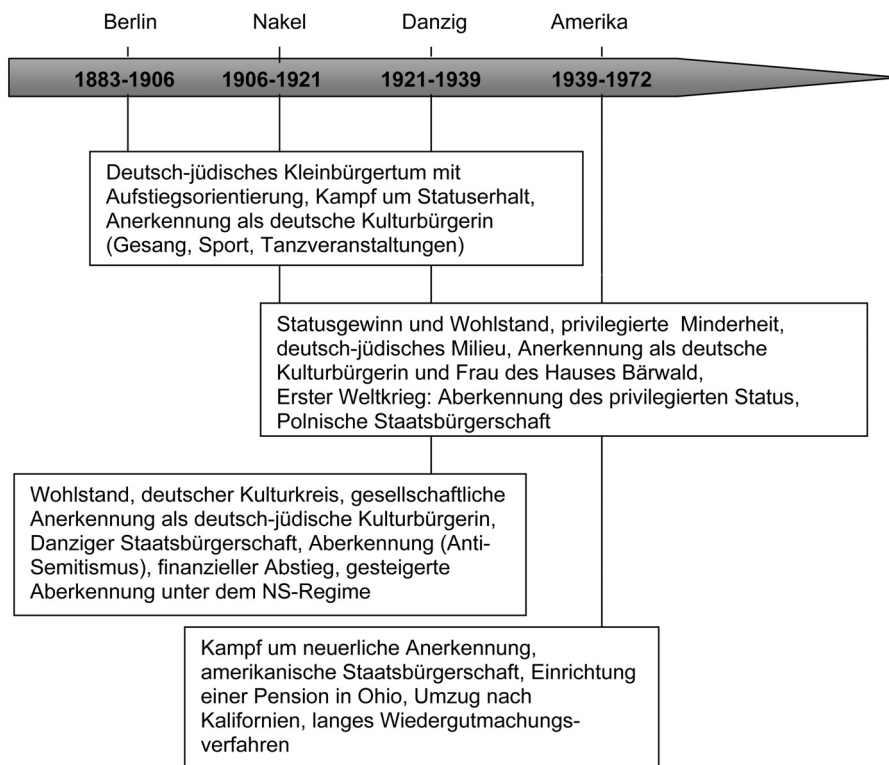 Berlin Nakel Danzig Amerika
1883-1906 1906-1921 1921-1939 1939-1972
Deutsch-jüdisches Kleinbürgertum mit
Aufstiegsorientierung, Kampf um Statuserhalt,
Anerkennung als deutsche Kulturbürgerin
(Gesang, Sport, Tanzveranstaltungen)
Statusgewinn und Wohlstand, privilegierte Minderheit,
deutsch-jüdisches Milieu, Anerkennung als deutsche
Kulturbürgerin und Frau des Hauses Bärwald,
Erster Weltkrieg: Aberkennung des privilegierten Status,
Polnische Staatsbürgerschaft
Wohlstand, deutscher Kulturkreis, gesellschaftliche
Anerkennung als deutsch-jüdische Kulturbürgerin,
Danziger Staatsbürgerschaft, Aberkennung (Anti-
Semitismus), finanzieller Abstieg, gesteigerte
Aberkennung unter dem NS-Regime
Kampf um neuerliche Anerkennung,
amerikanische Staatsbürgerschaft, Einrichtung
einer Pension in Ohio, Umzug nach
Kalifornien, langes Wiedergutmachungs-
verfahren